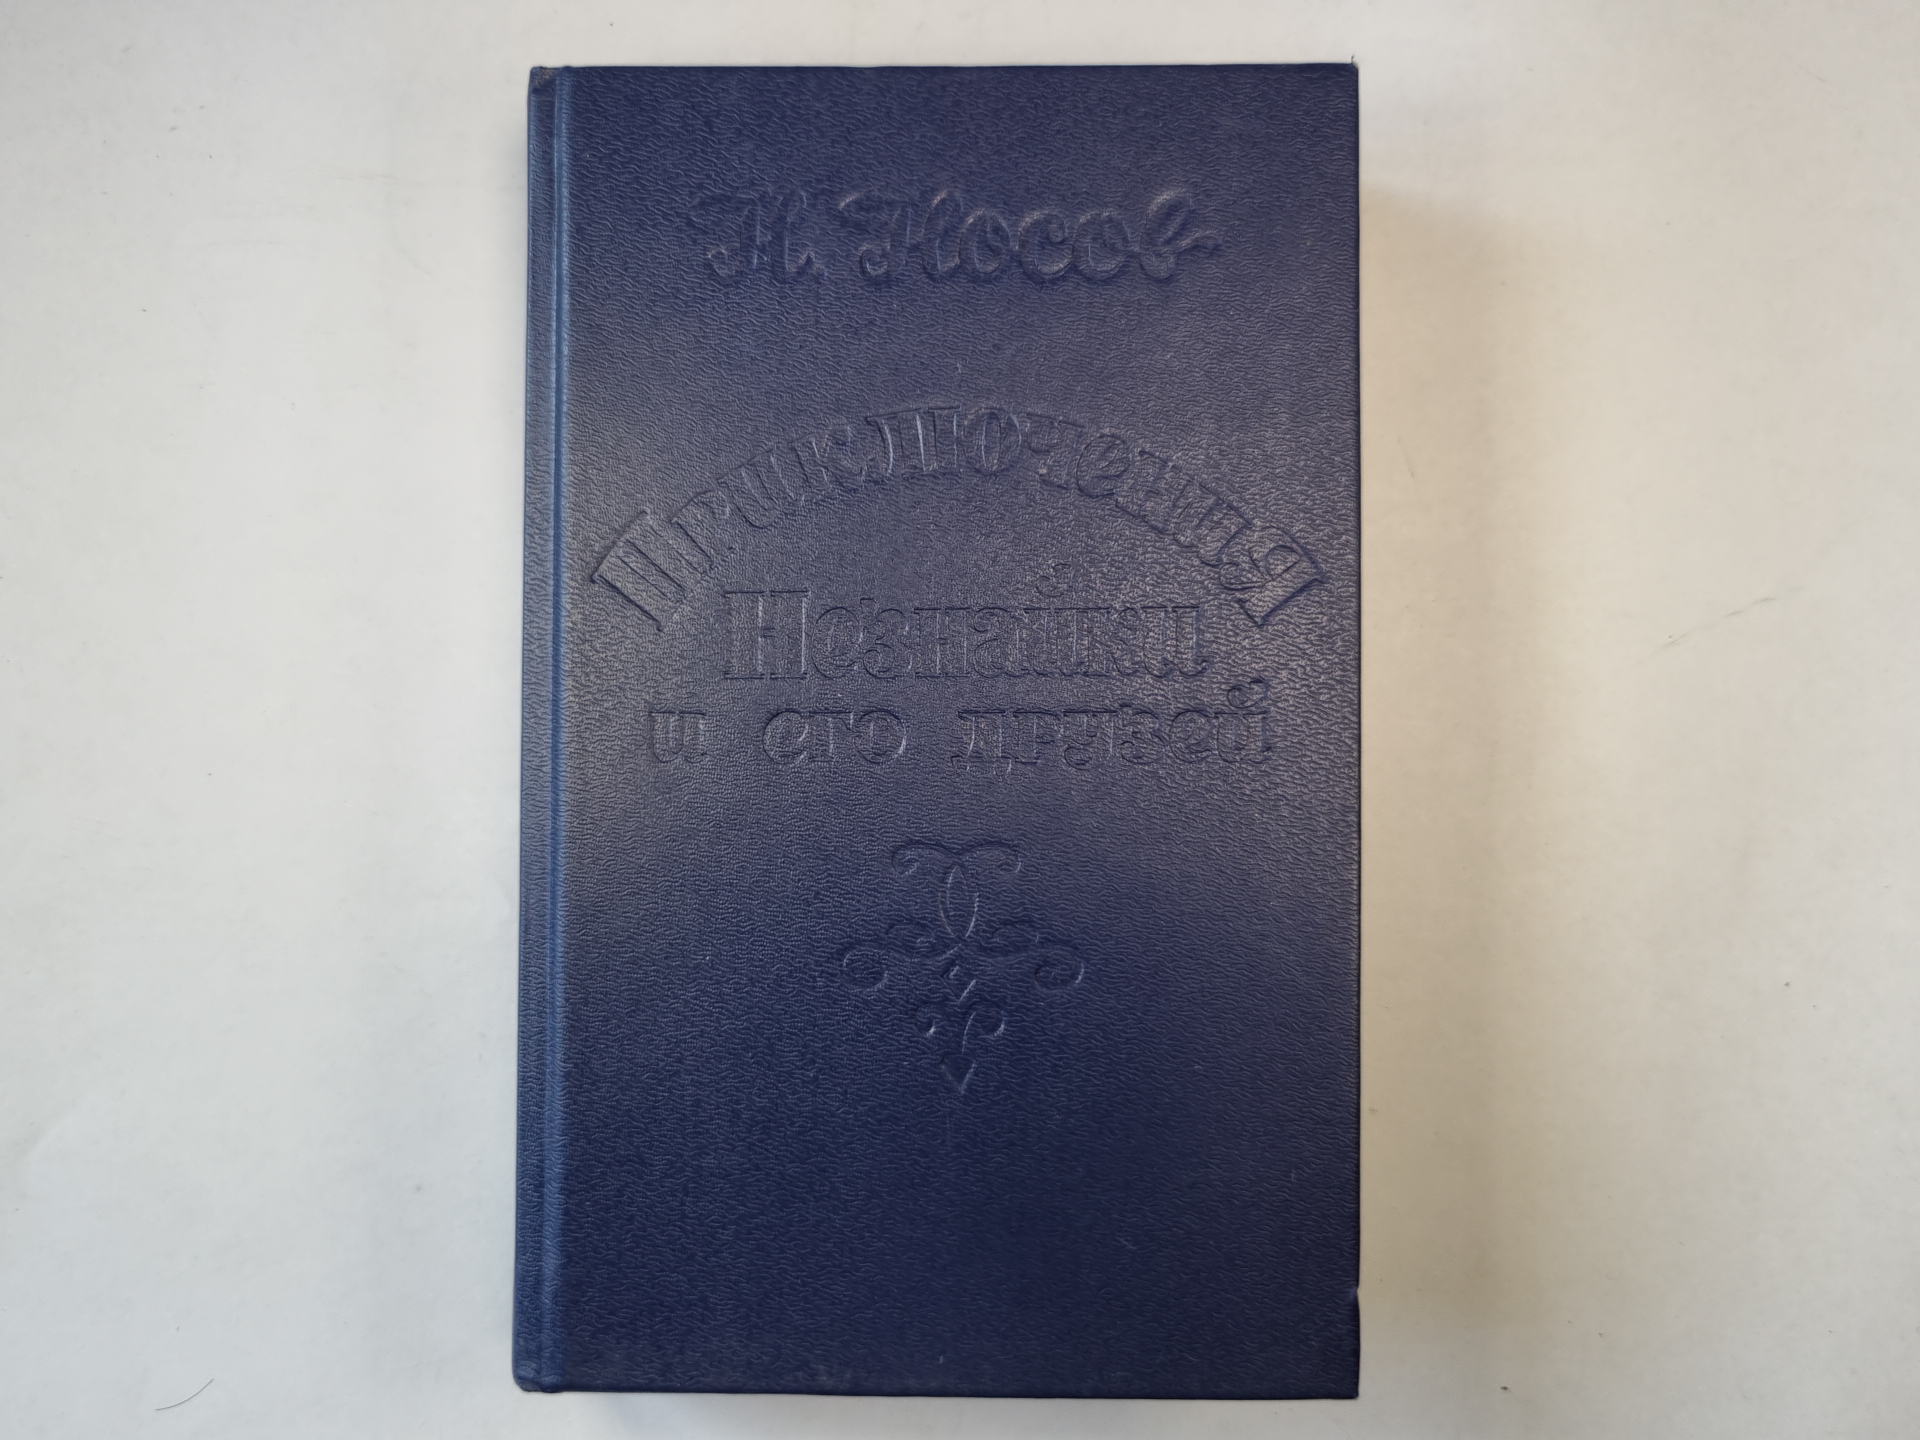 Н. Носов
Приключения
Незнайки
и его друзей